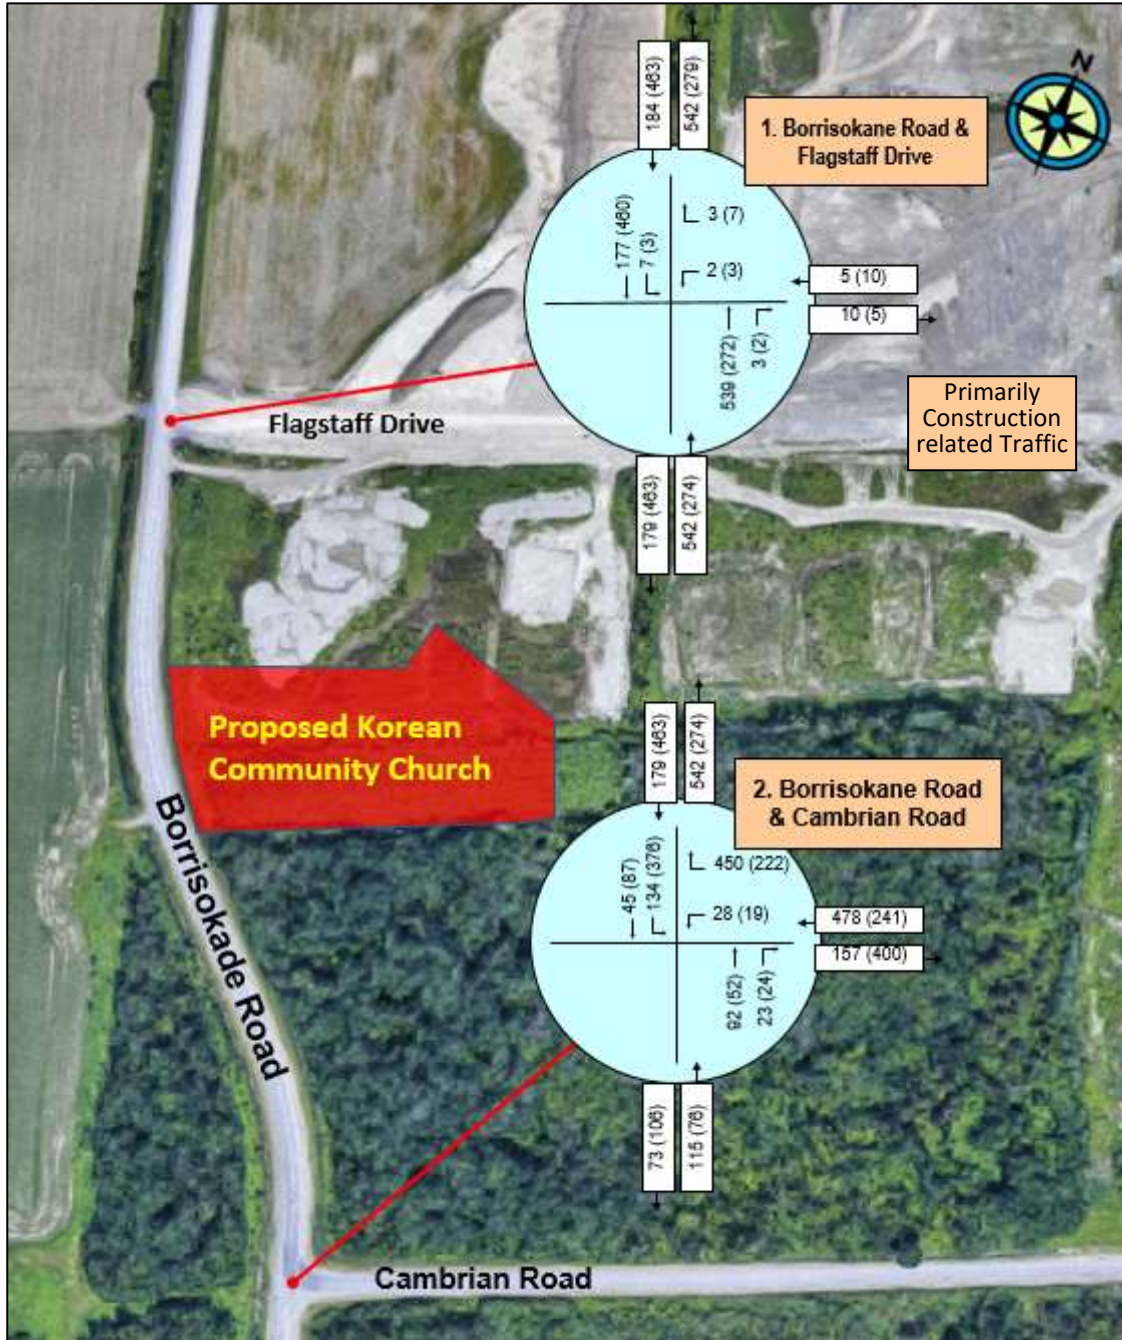 N
184 (463)
542 (279)
1. Borrisokane Road &
Flagstaff Drive
177 (460)
7 (3)
3 (7)
2 (3)
5 (10)
10 (5)
539 (272)
3 (2)
Primarily
Construction
related Traffic
Flagstaff Drive
179 (463)
542 (274)
Proposed Korean
Community Church
179 (463)
542 (274)
2. Borrisokane Road
& Cambrian Road
45 (87)
134 (376)
450 (222)
28 (19)
478 (241)
157 (400)
92 (52)
23 (24)
Borrisokade Road
73 (106)
115 (76)
Cambrian Road